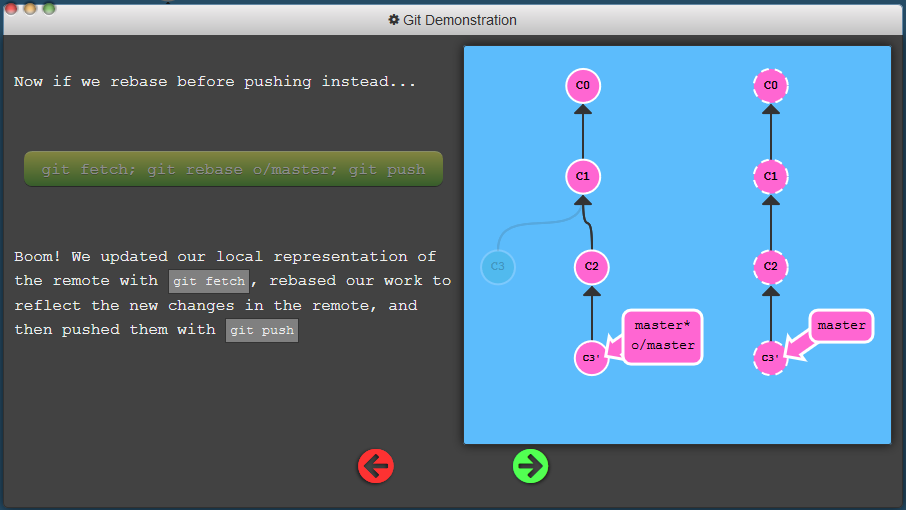 Git Demonstration
Now if we rebase before pushing instead...
git fetch; git rebase o/master; git push
Boom! We updated our local representation of
the remote with git fetch, rebased our work to
reflect the new changes in the remote, and
then pushed them with git push
C0
C1
C3
C2
C3'
master*
o/master
C0
C1
C2
C3'
master